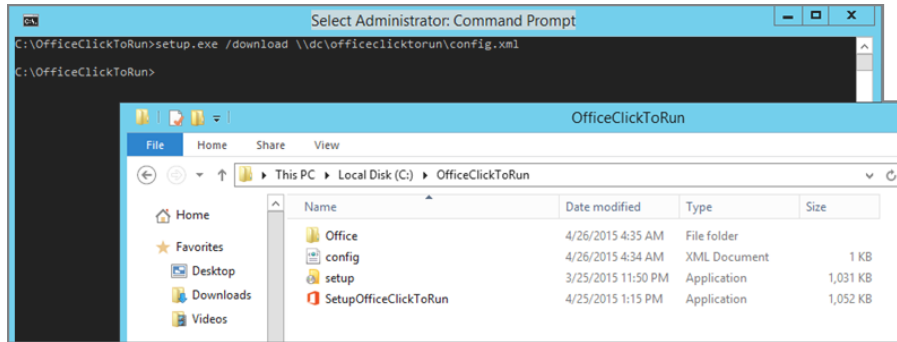 Select Administrator: Command Prompt
C:\OfficeClickToRun>setup.exe /download \\dc\officeclicktorun\config.xml
C:\OfficeClickToRun>
OfficeClickToRun
File Home Share View
This PC Local Disk (C:) OfficeClickToRun
Name Date modified Type Size
Home
Favorites
Desktop
Downloads
Videos
Office 4/26/2015 4:35 AM File folder
config 4/26/2015 4:34 AM XML Document 1 KB
setup 3/25/2015 11:50 PM Application 1,031 KB
SetupOfficeClickToRun 4/25/2015 1:15 PM Application 1,052 KB